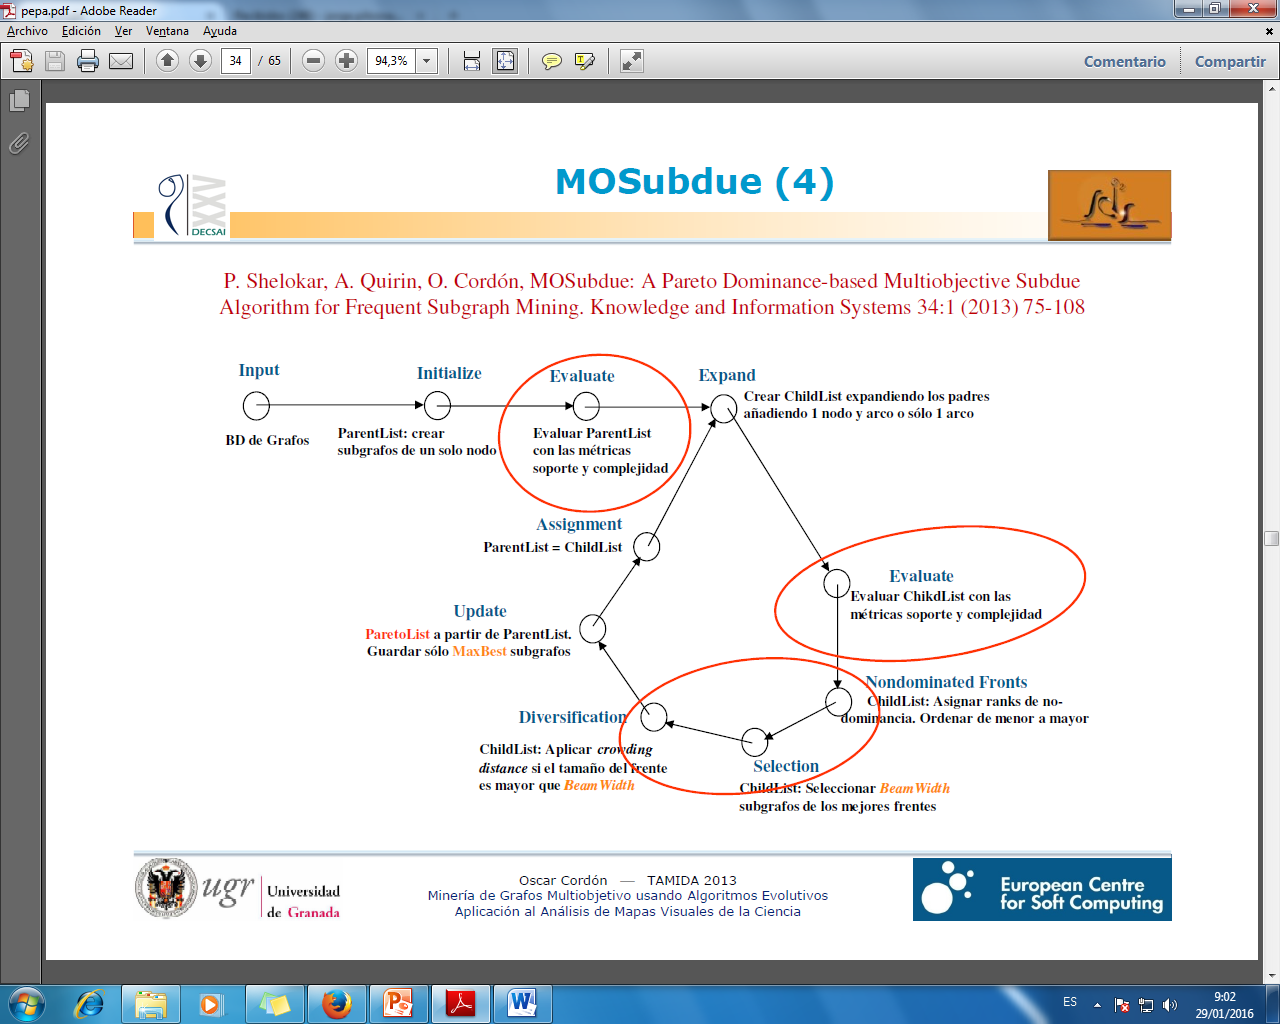 pepa.pdf - Adobe Reader
Archivo Edición Ver Ventana Ayuda
34 / 65 94,3% Comentario Compartir
MOSubdue (4)
DECSAI
P. Shelokar, A. Quirin, O. Cordón, MOSubdue: A Pareto Dominance-based Multiobjective Subdue
Algorithm for Frequent Subgraph Mining. Knowledge and Information Systems 34:1 (2013) 75-108
Input
BD de Grafos
Initialize
ParentList: crear
subgrafos de un solo nodo
Evaluate
Evaluar ParentList
con las métricas
soporte y complejidad
Expand
Crear ChildList expandiendo los padres
añadiendo 1 nodo y arco o sólo 1 arco
Evaluate
Evaluar ChikdList con las
métricas soporte y complejidad
Nondominated Fronts
ChildList: Asignar ranks de no-
dominancia. Ordenar de menor a mayor
Selection
ChildList: Seleccionar BeamWidth
subgrafos de los mejores frentes
Diversification
ChildList: Aplicar crowding
distance si el tamaño del frente
es mayor que BeamWidth
Update
ParetoList a partir de ParentList.
Guardar sólo MaxBest subgrafos
Assignment
ParentList = ChildList
ugr Universidad
de Granada
Oscar Cordón — TAMIDA 2013
Minería de Grafos Multiobjetivo usando Algoritmos Evolutivos
Aplicación al Análisis de Mapas Visuales de la Ciencia
European Centre
for Soft Computing
ES
9:02
29/01/2016